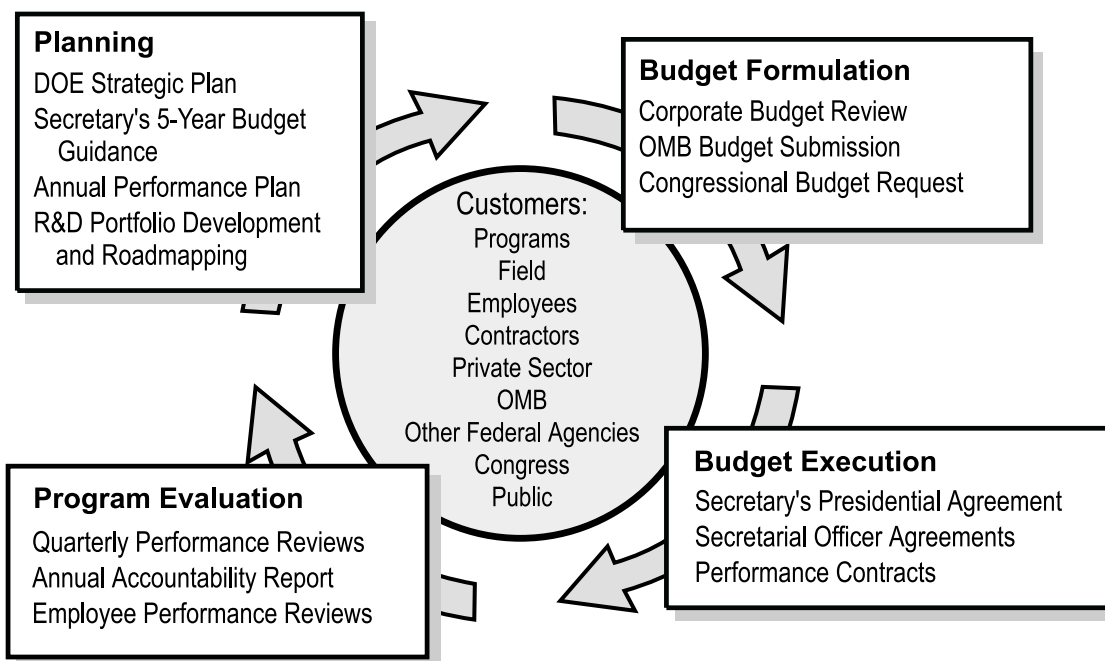 Planning
DOE Strategic Plan
Secretary's 5-Year Budget
Guidance
Annual Performance Plan
R&D Portfolio Development
and Roadmapping
Budget Formulation
Corporate Budget Review
OMB Budget Submission
Congressional Budget Request
Customers:
Programs
Field
Employees
Contractors
Private Sector
OMB
Other Federal Agencies
Congress
Public
Budget Execution
Secretary's Presidential Agreement
Secretarial Officer Agreements
Performance Contracts
Program Evaluation
Quarterly Performance Reviews
Annual Accountability Report
Employee Performance Reviews